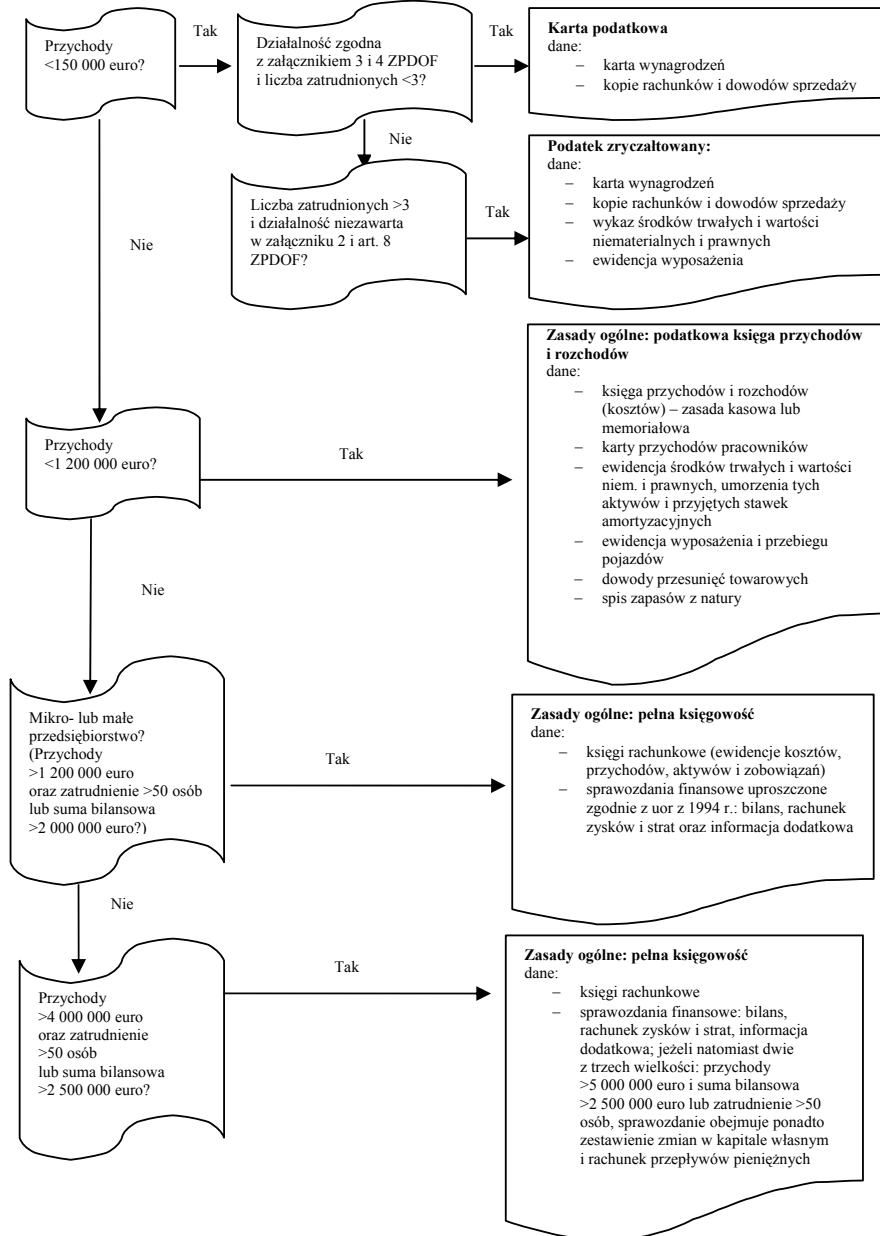 Przychody
<150 000 euro?
Tak
Działalność zgodna
z załącznikiem 3 i 4 ZPDOF
i liczba zatrudnionych <3?
Tak
Karta podatkowa
dane:
– karta wynagrodzeń
– kopie rachunków i dowodów sprzedaży
Nie
Liczba zatrudnionych >3
i działalność niezawarta
w załączniku 2 i art. 8
ZPDOF?
Tak
Podatek zryczałtowany:
dane:
– karta wynagrodzeń
– kopie rachunków i dowodów sprzedaży
– wykaz środków trwałych i wartości
niematerialnych i prawnych
– ewidencja wyposażenia
Nie
Przychody
<1 200 000 euro?
Tak
Zasady ogólne: podatkowa księga przychodów
i rozchodów
dane:
– księga przychodów i rozchodów
(kosztów) – zasada kasowa lub
memoriałowa
– karty przychodów pracowników
– ewidencja środków trwałych i wartości
niem. i prawnych, umorzenia tych
aktywów i przyjętych stawek
amortyzacyjnych
– ewidencja wyposażenia i przebiegu
pojazdów
– dowody przesunięć towarowych
– spis zapasów z natury
Nie
Mikro- lub małe
przedsiębiorstwo?
(Przychody
>1 200 000 euro
oraz zatrudnienie >50 osób
lub suma bilansowa
>2 000 000 euro?)
Tak
Zasady ogólne: pełna księgowość
dane:
– księgi rachunkowe (ewidencje kosztów,
przychodów, aktywów i zobowiązań)
– sprawozdania finansowe uproszczone
zgodnie z uor z 1994 r.: bilans, rachunek
zysków i strat oraz informacja dodatkowa
Nie
Przychody
>4 000 000 euro
oraz zatrudnienie
>50 osób
lub suma bilansowa
>2 500 000 euro?
Tak
Zasady ogólne: pełna księgowość
dane:
– księgi rachunkowe
– sprawozdania finansowe: bilans,
rachunek zysków i strat, informacja
dodatkowa; jeżeli natomiast dwie
z trzech wielkości: przychody
>5 000 000 euro i suma bilansowa
>2 500 000 euro lub zatrudnienie >50
osób, sprawozdanie obejmuje ponadto
zestawienie zmian w kapitale własnym
i rachunek przepływów pieniężnych